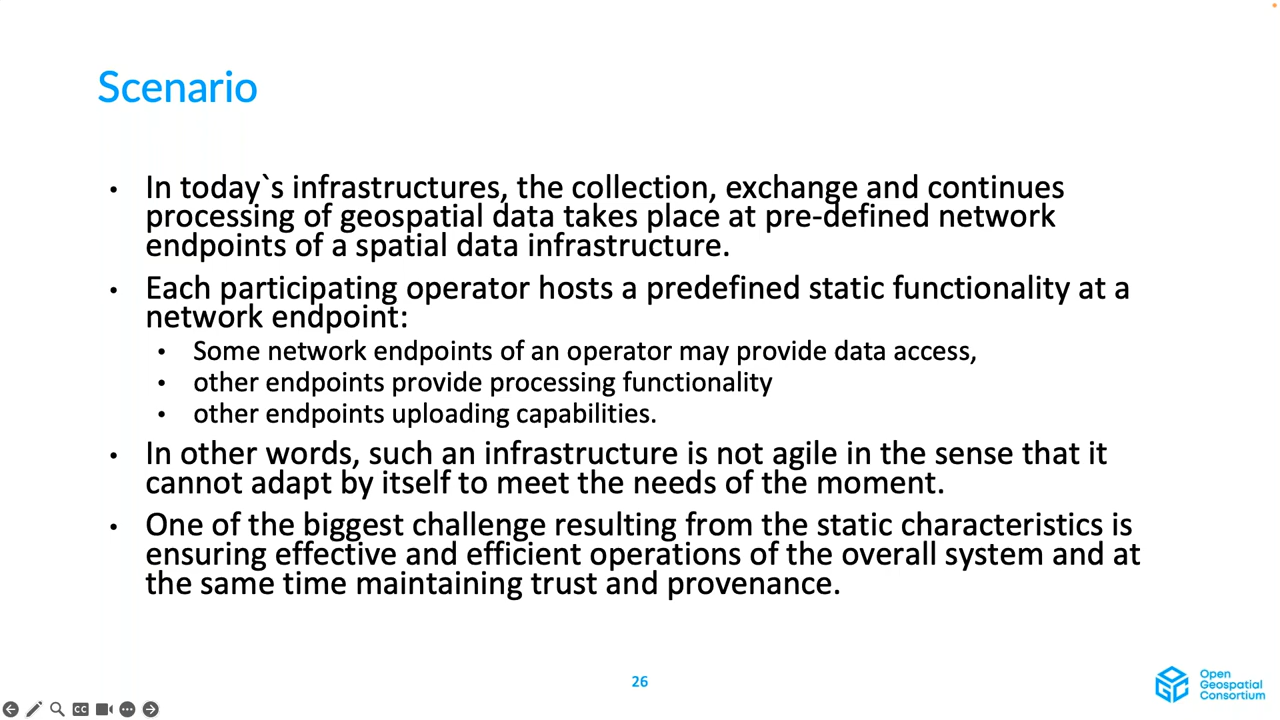 Scenario
• In today`s infrastructures, the collection, exchange and continues
processing of geospatial data takes place at pre-defined network
endpoints of a spatial data infrastructure.
• Each participating operator hosts a predefined static functionality at a
network endpoint:
• Some network endpoints of an operator may provide data access,
• other endpoints provide processing functionality
• other endpoints uploading capabilities.
• In other words, such an infrastructure is not agile in the sense that it
cannot adapt by itself to meet the needs of the moment.
• One of the biggest challenge resulting from the static characteristics is
ensuring effective and efficient operations of the overall system and at
the same time maintaining trust and provenance.
26
Open
Geospatial
Consortium
CC